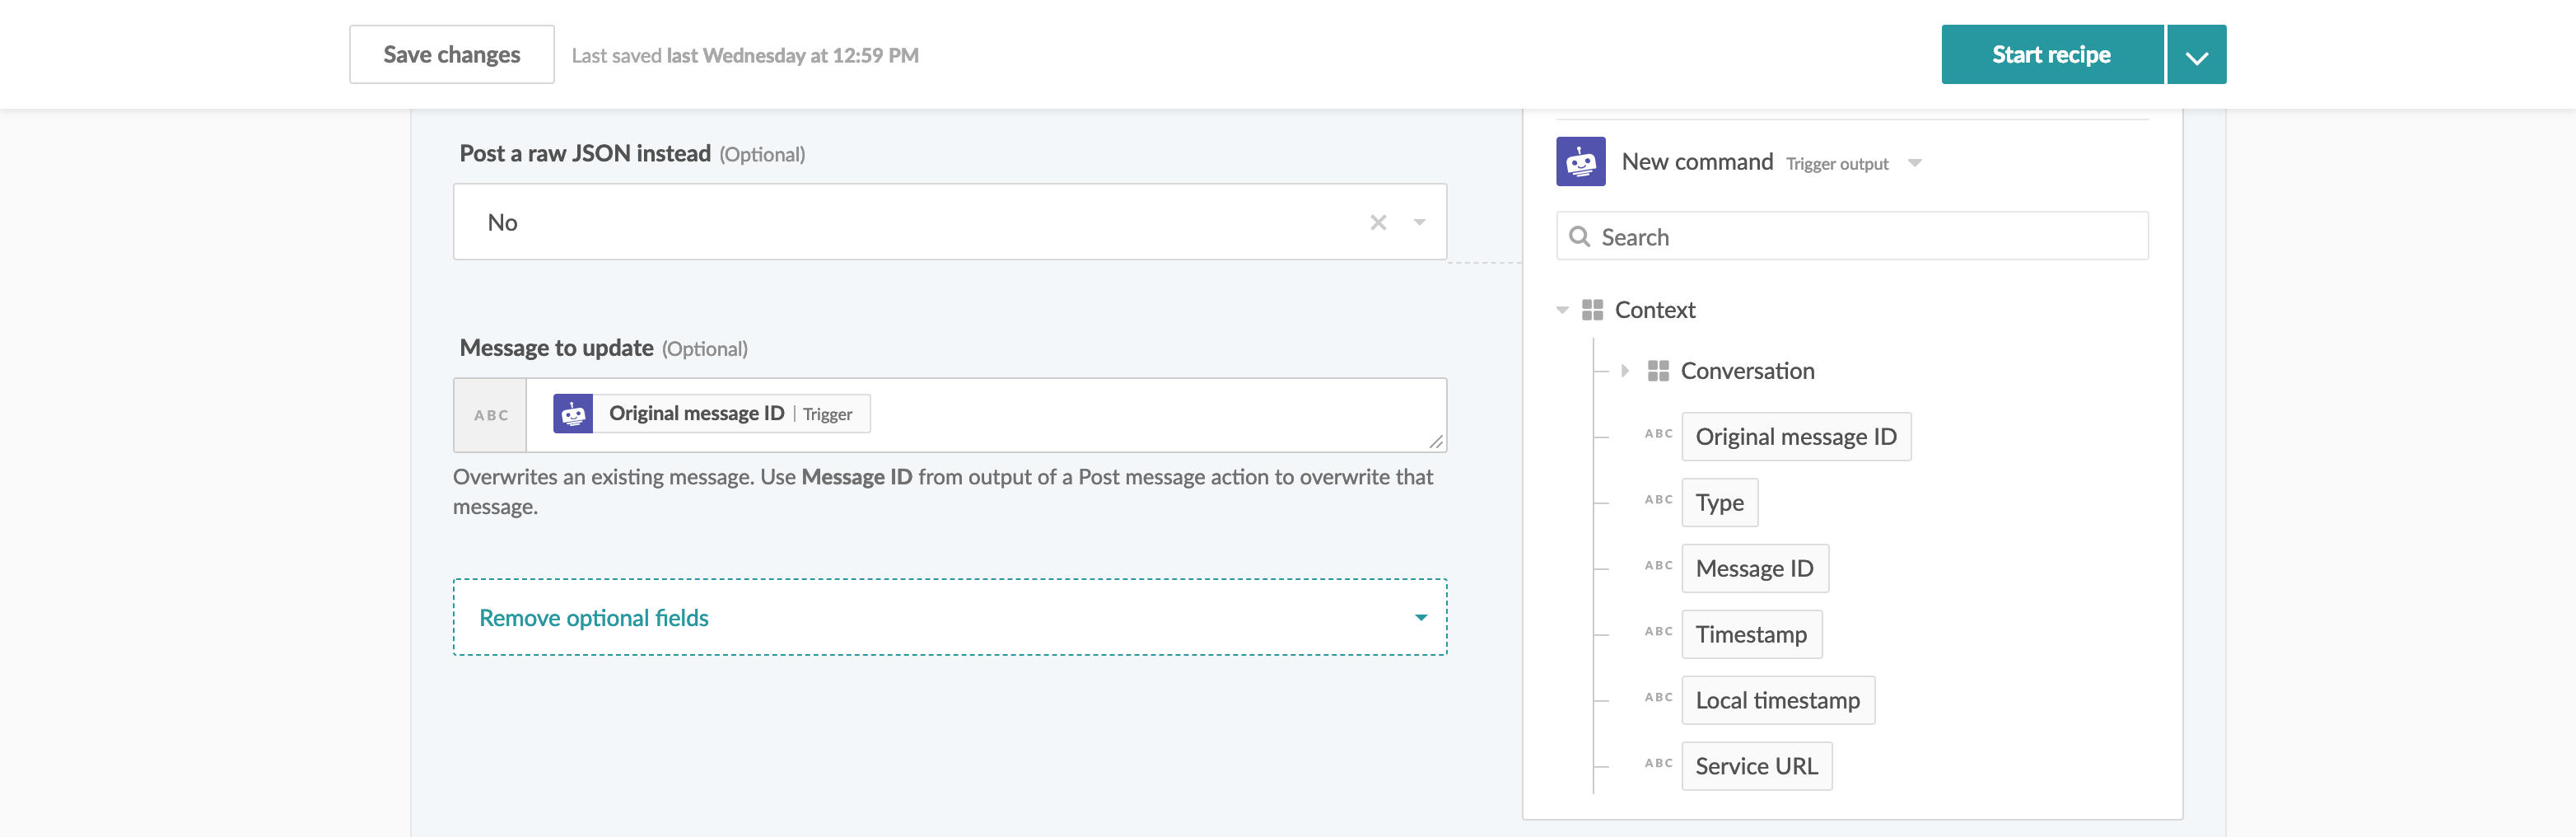 Save changes
Last saved last Wednesday at 12:59 PM
Start recipe
Post a raw JSON instead (Optional)
No
Message to update (Optional)
ABC
Original message ID | Trigger
Overwrites an existing message. Use Message ID from output of a Post message action to overwrite that
message.
Remove optional fields
New command Trigger output
Search
Context
Conversation
ABC Original message ID
ABC Type
ABC Message ID
ABC Timestamp
ABC Local timestamp
ABC Service URL